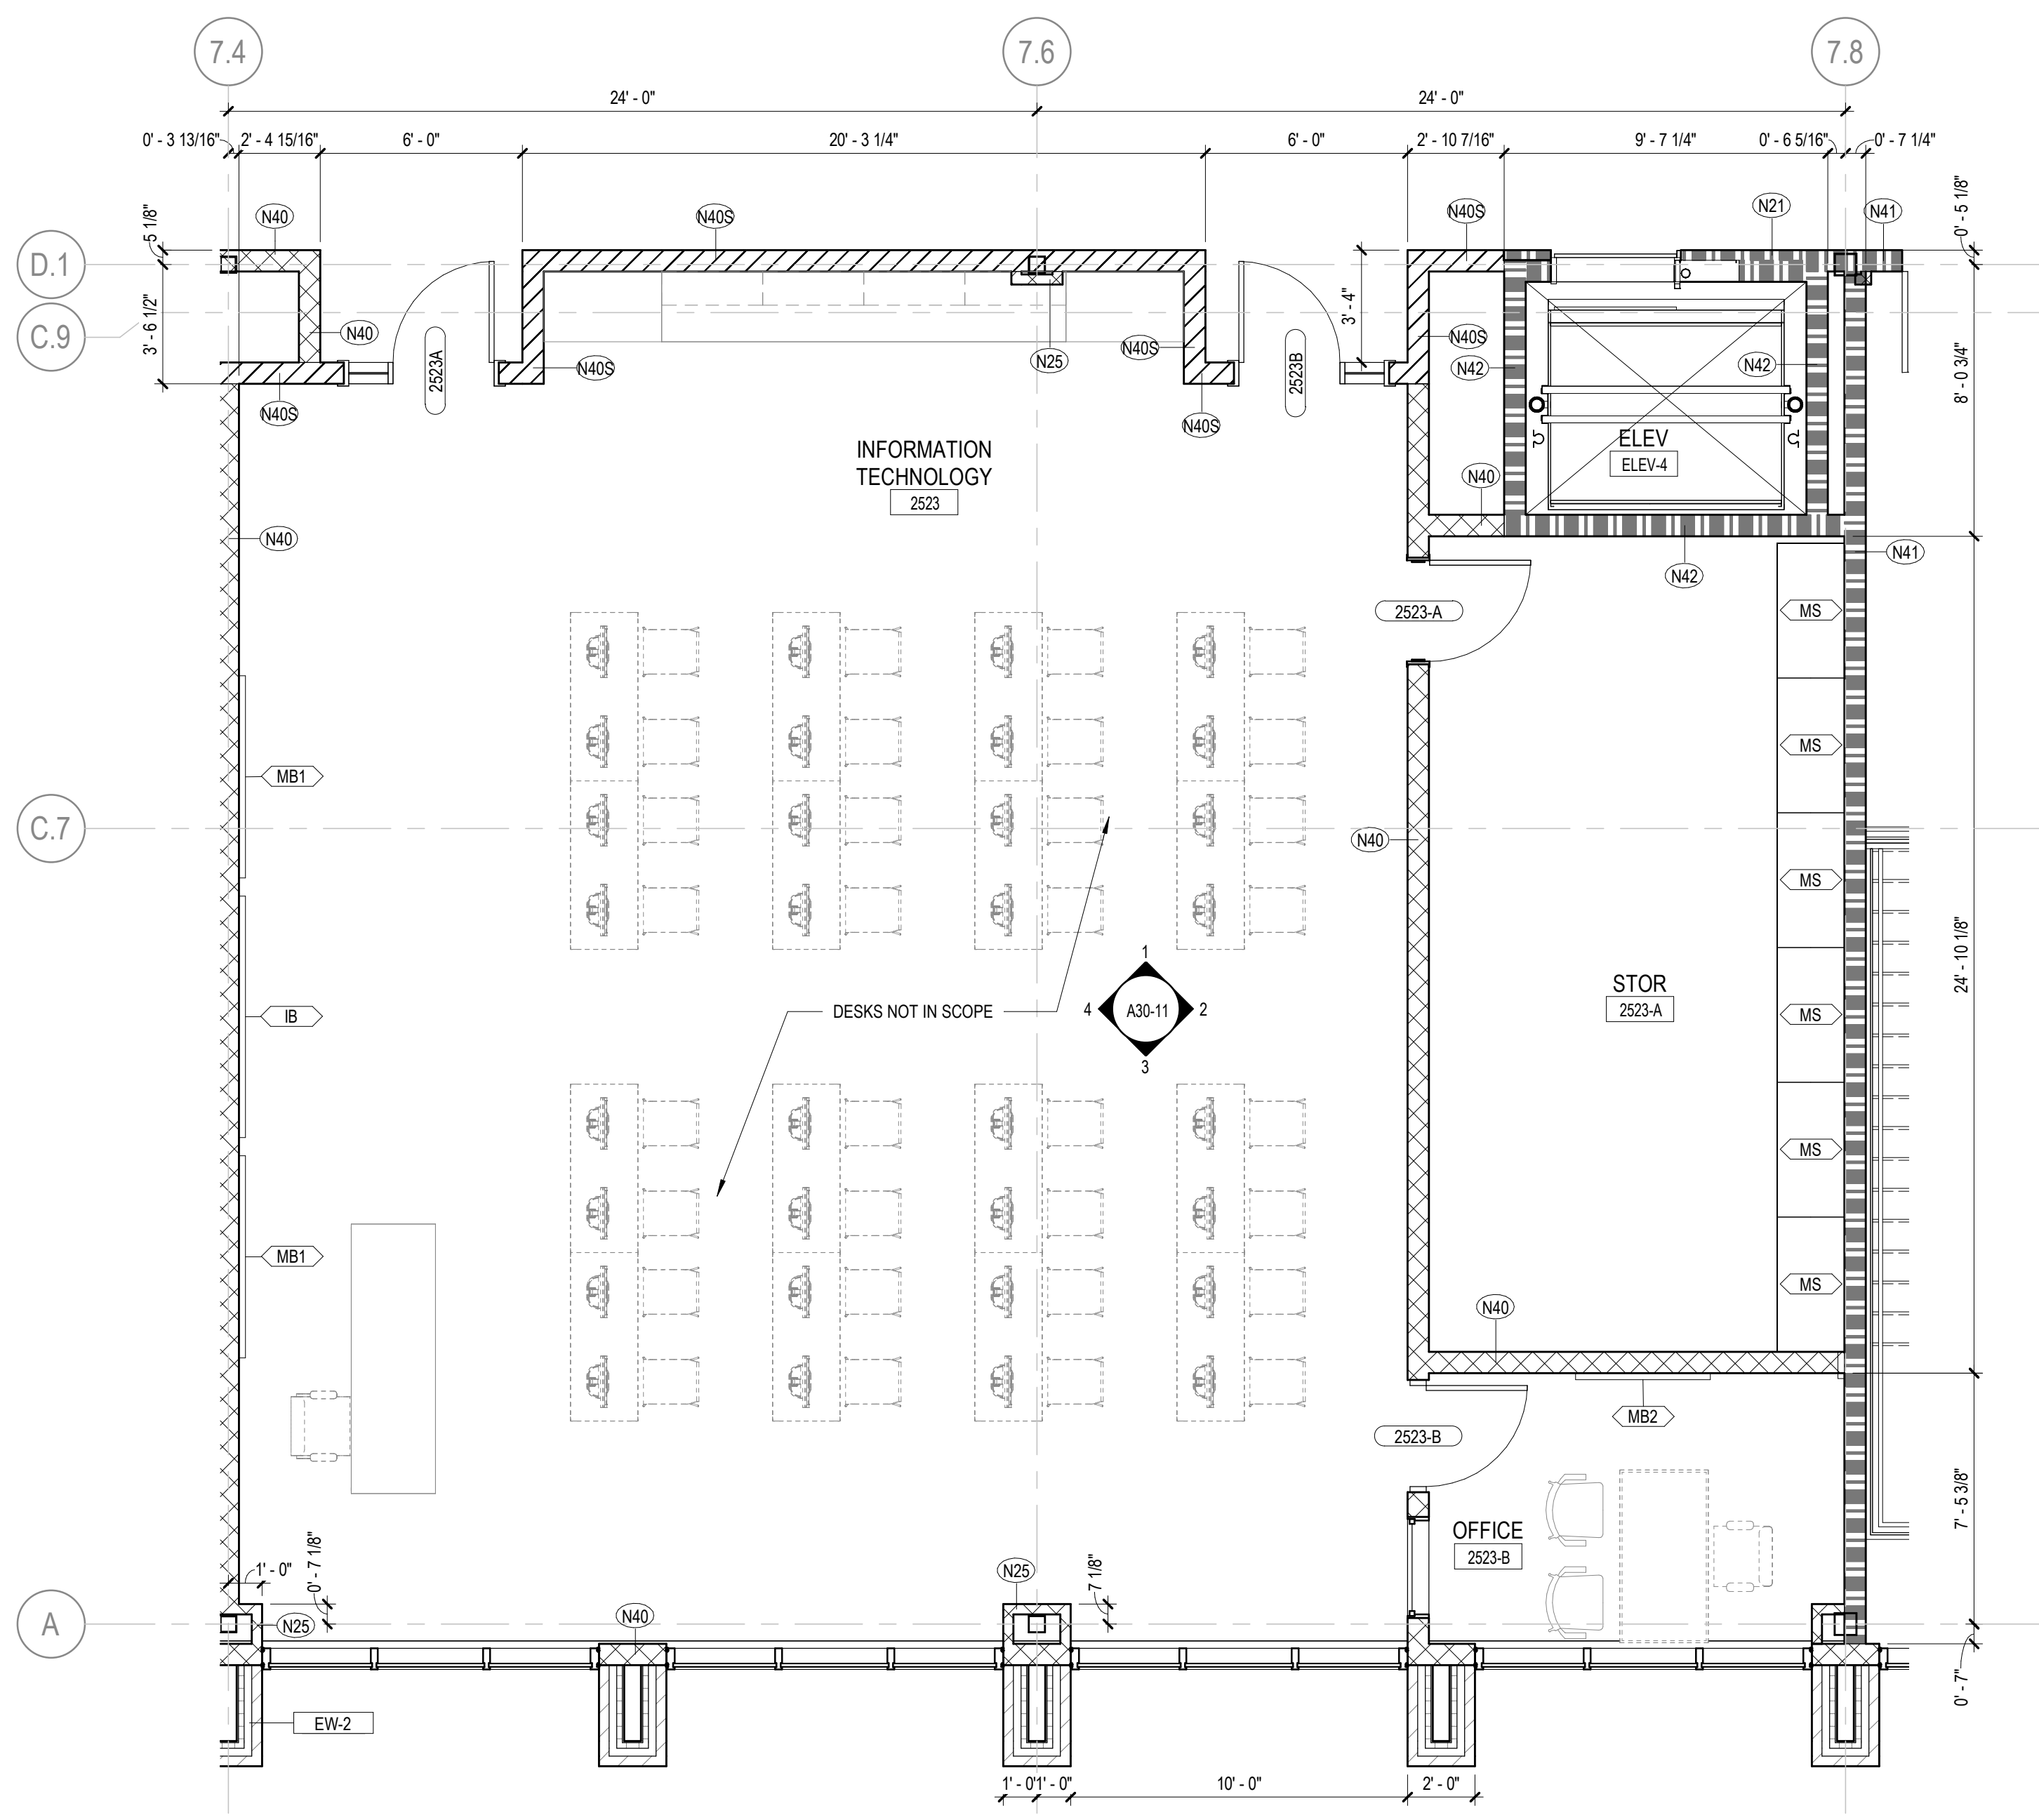 7.4
7.6
7.8
24' - 0"
24' - 0"
0' - 3 13/16"
2' - 4 15/16"
6' - 0"
20' - 3 1/4"
6' - 0"
2' - 10 7/16"
9' - 7 1/4"
0' - 6 5/16"
0' - 7 1/4"
5 1/8"
N40
N40S
N40S
N21
N41
0' - 5 1/8"
D.1
C.9
3' - 6 1/2"
N40
2523A
N40S
N25
N40S
2523B
3' - 4"
N40S
N42
N42
8' - 0 3/4"
N40S
N40S
INFORMATION
TECHNOLOGY
2523
ELEV
ELEV-4
N40
N40
N41
N42
2523-A
MS
MS
MB1
C.7
N40
MS
24' - 10 1/8"
1
STOR
2523-A
IB
DESKS NOT IN SCOPE
4
A30-11
2
MS
3
MS
MB1
MS
N40
MB2
2523-B
7' - 5 3/8"
OFFICE
2523-B
1' - 0"
0' - 7 1/8"
N25
7 1/8"
A
N25
N40
0' - 7"
EW-2
1' - 0"
1' - 0"
10' - 0"
2' - 0"